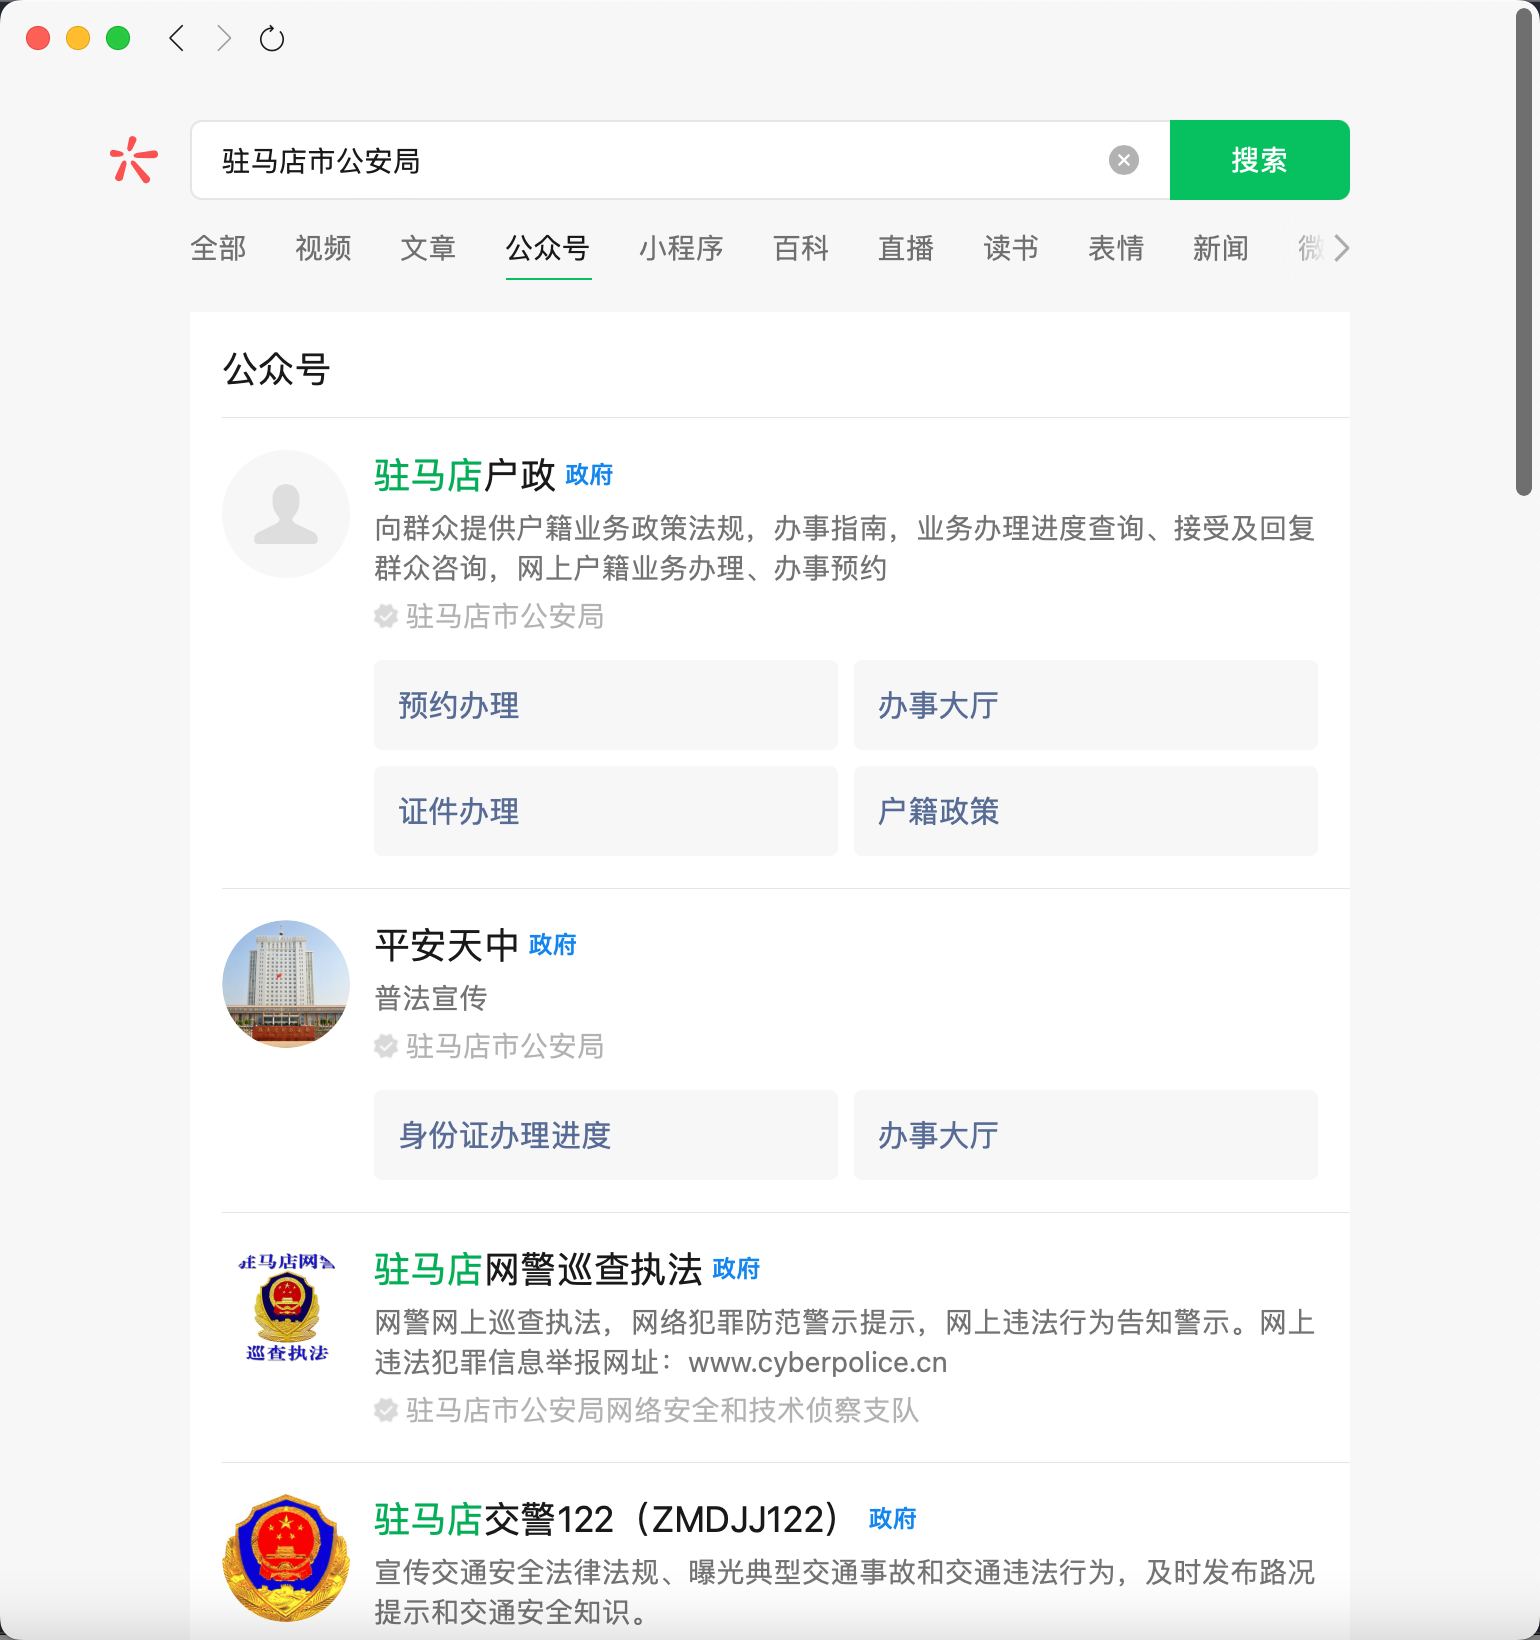 驻马店市公安局
搜索
全部 视频 文章 公众号 小程序 百科 直播 读书 表情 新闻 微
公众号
驻马店户政 政府
向群众提供户籍业务政策法规，办事指南，业务办理进度查询、接受及回复
群众咨询，网上户籍业务办理、办事预约
驻马店市公安局
预约办理 办事大厅
证件办理 户籍政策
平安天中 政府
普法宣传
驻马店市公安局
身份证办理进度 办事大厅
驻马店网警
巡查执法
驻马店网警巡查执法 政府
网警网上巡查执法，网络犯罪防范警示提示，网上违法行为告知警示。网上
违法犯罪信息举报网址：www.cyberpolice.cn
驻马店市公安局网络安全和技术侦察支队
驻马店交警122（ZMDJJ122） 政府
宣传交通安全法律法规、曝光典型交通事故和交通违法行为，及时发布路况
提示和交通安全知识。